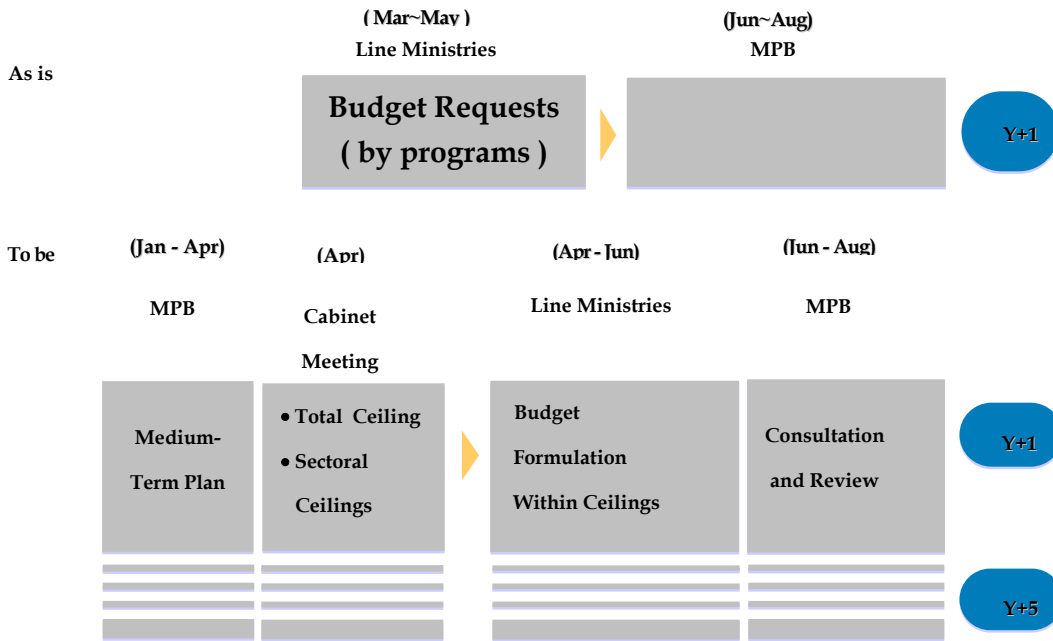 ( Mar~May )
(Jun~Aug)
Line Ministries
MPB
As is
Budget Requests
( by programs )
Y+1
To be
(Jan - Apr)
(Apr)
(Apr - Jun)
(Jun - Aug)
MPB
Cabinet
Meeting
Line Ministries
MPB
Medium-
Term Plan
• Total Ceiling
• Sectoral
Ceilings
Budget
Formulation
Within Ceilings
Consultation
and Review
Y+1
Y+5